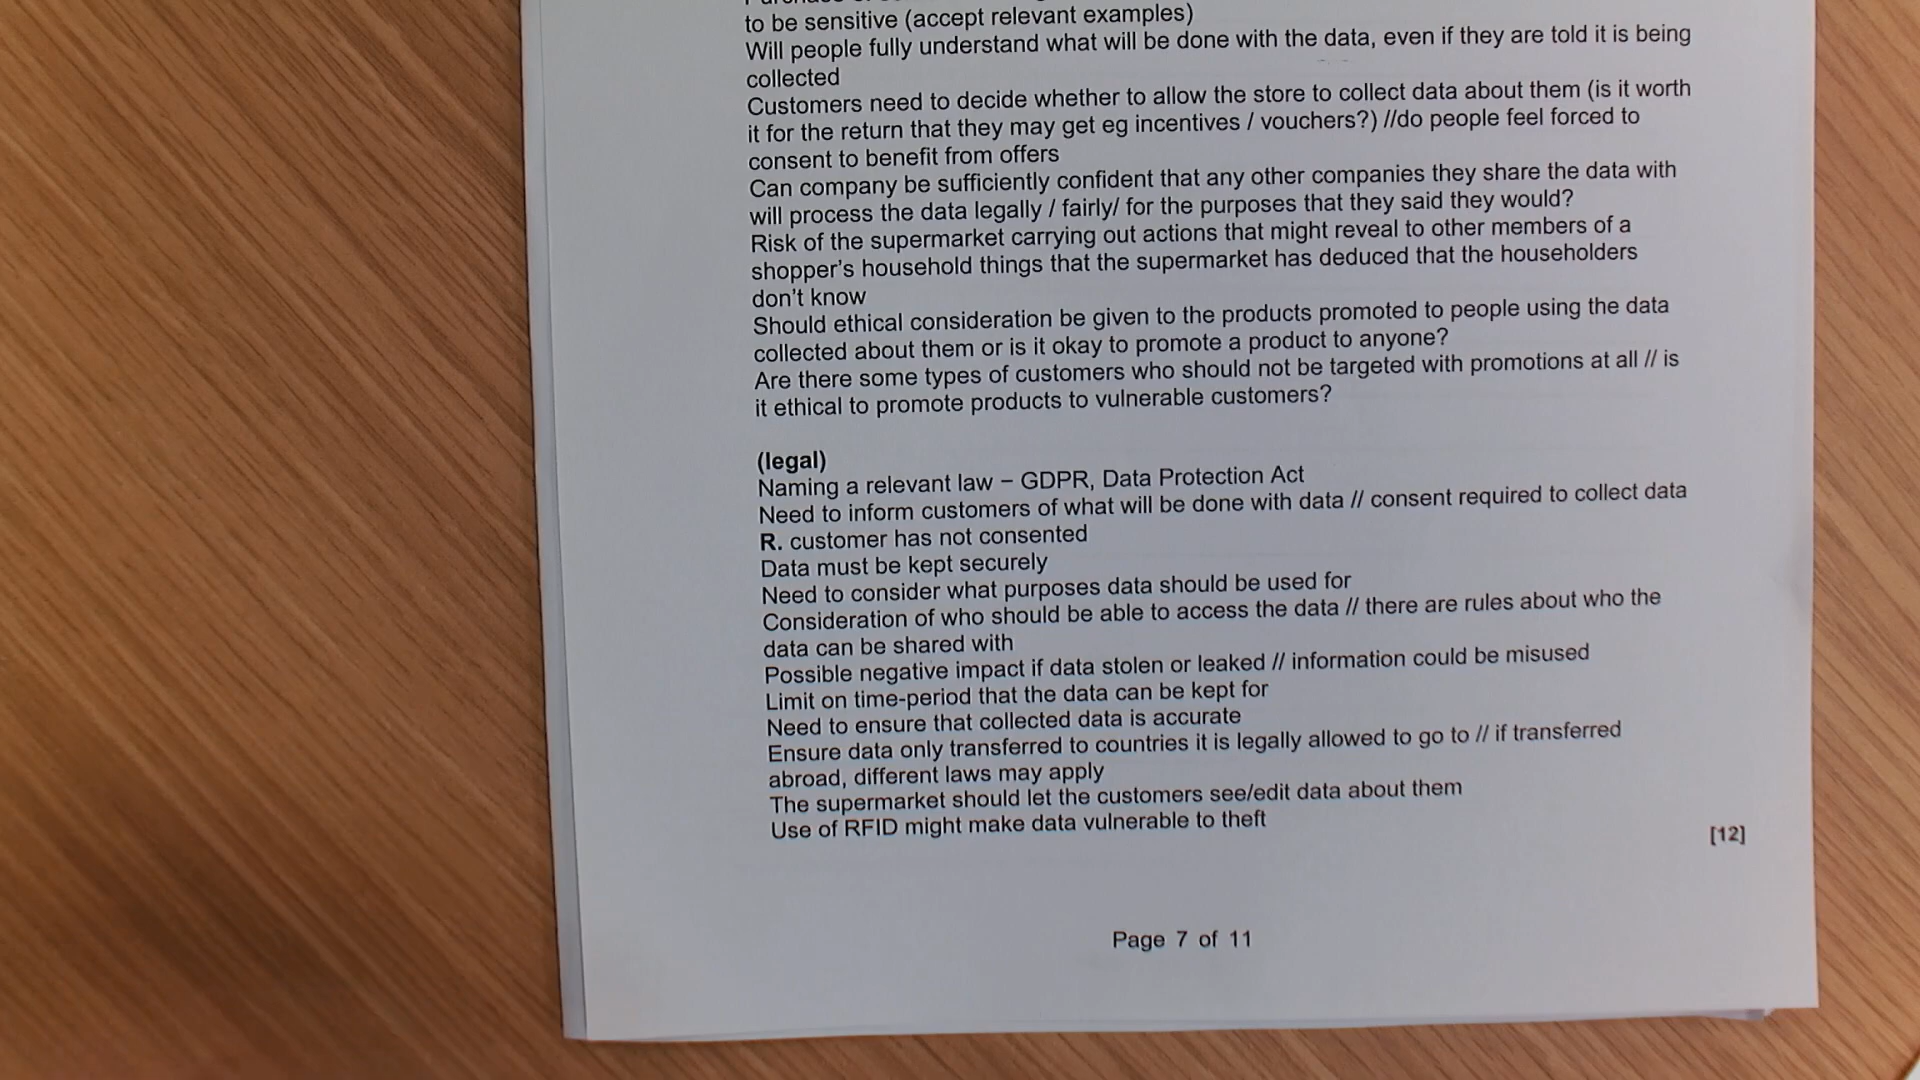 to be sensitive (accept relevant examples)
Will people fully understand what will be done with the data, even if they are told it is being
collected
Customers need to decide whether to allow the store to collect data about them (is it worth
it for the return that they may get eg incentives / vouchers?) //do people feel forced to
consent to benefit from offers
Can company be sufficiently confident that any other companies they share the data with
will process the data legally / fairly/ for the purposes that they said they would?
Risk of the supermarket carrying out actions that might reveal to other members of a
shopper's household things that the supermarket has deduced that the householders
don't know
Should ethical consideration be given to the products promoted to people using the data
collected about them or is it okay to promote a product to anyone?
Are there some types of customers who should not be targeted with promotions at all // is
it ethical to promote products to vulnerable customers?
(legal)
Naming a relevant law – GDPR, Data Protection Act
Need to inform customers of what will be done with data // consent required to collect data
R. customer has not consented
Data must be kept securely
Need to consider what purposes data should be used for
Consideration of who should be able to access the data // there are rules about who the
data can be shared with
Possible negative impact if data stolen or leaked // information could be misused
Limit on time-period that the data can be kept for
Need to ensure that collected data is accurate
Ensure data only transferred to countries it is legally allowed to go to // if transferred
abroad, different laws may apply
The supermarket should let the customers see/edit data about them
Use of RFID might make data vulnerable to theft
[12]
Page 7 of 11